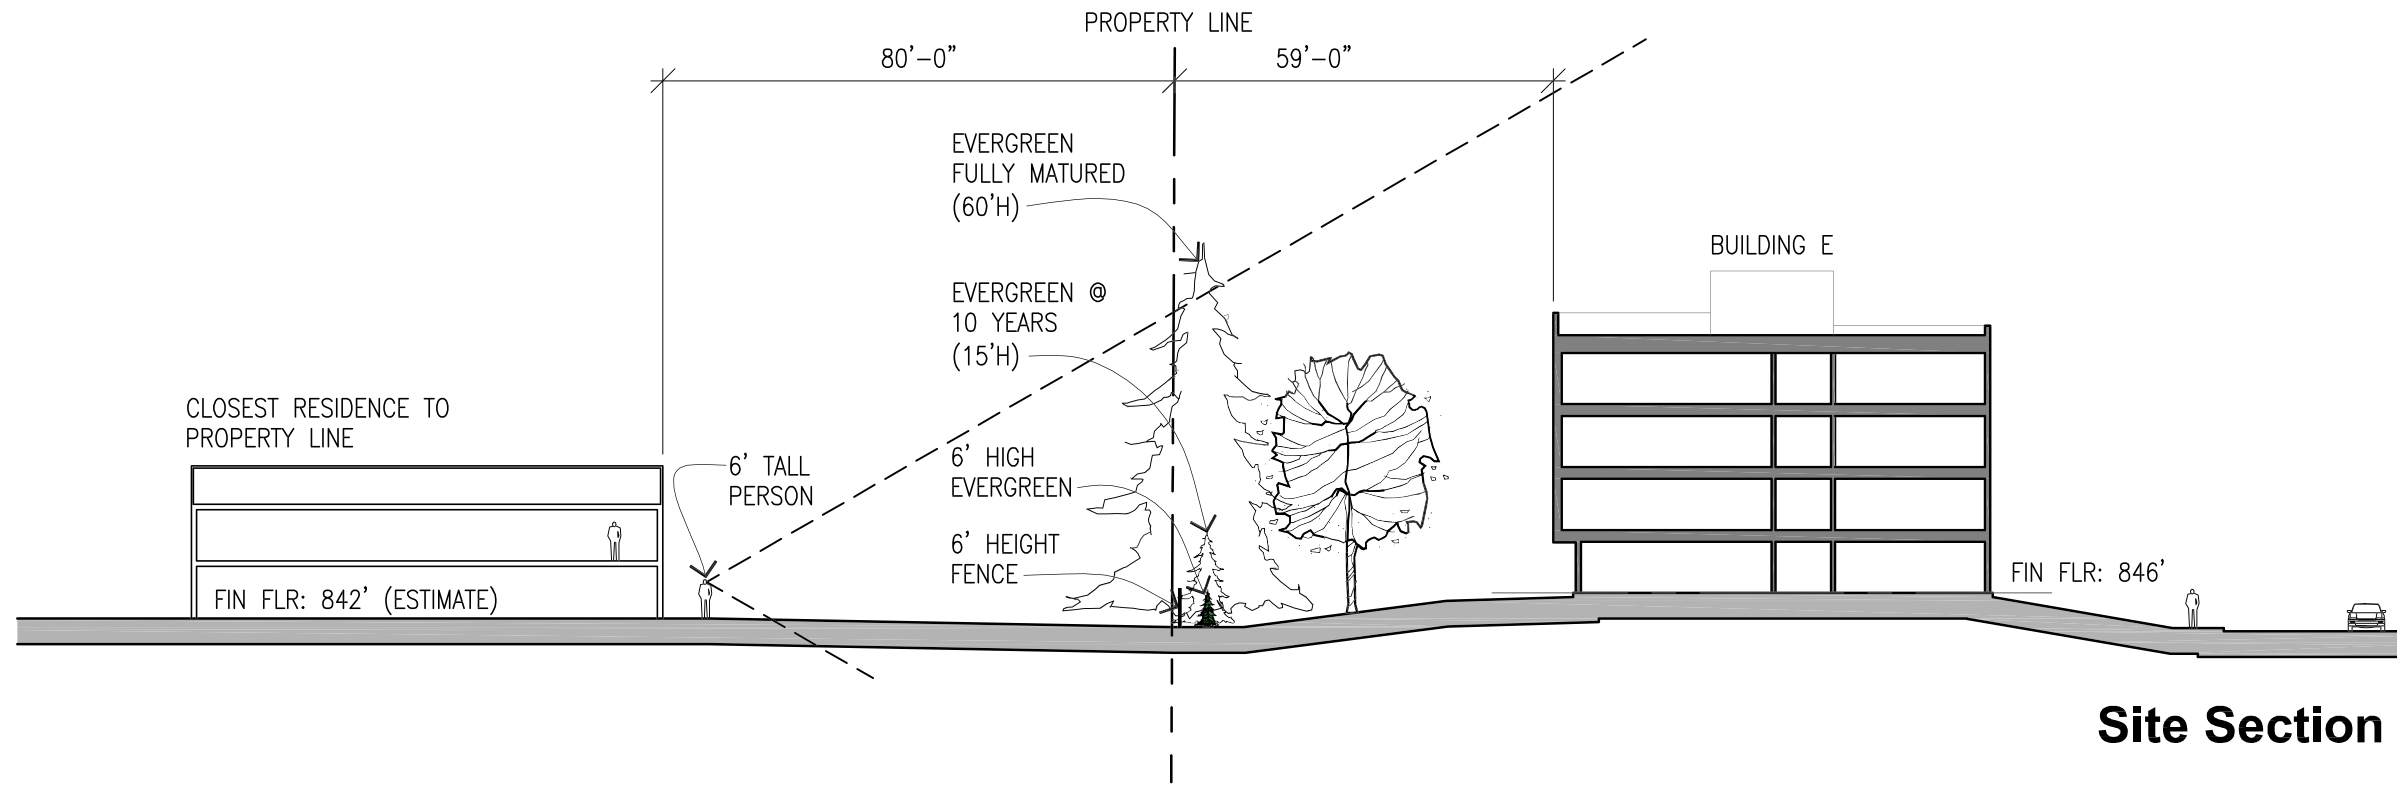 PROPERTY LINE
80'-0"
59'-0"
EVERGREEN
FULLY MATURED
(60'H)
BUILDING E
EVERGREEN @
10 YEARS
(15'H)
CLOSEST RESIDENCE TO
PROPERTY LINE
6' TALL
PERSON
6' HIGH
EVERGREEN
6' HEIGHT
FENCE
FIN FLR: 842' (ESTIMATE)
FIN FLR: 846'
Site Section